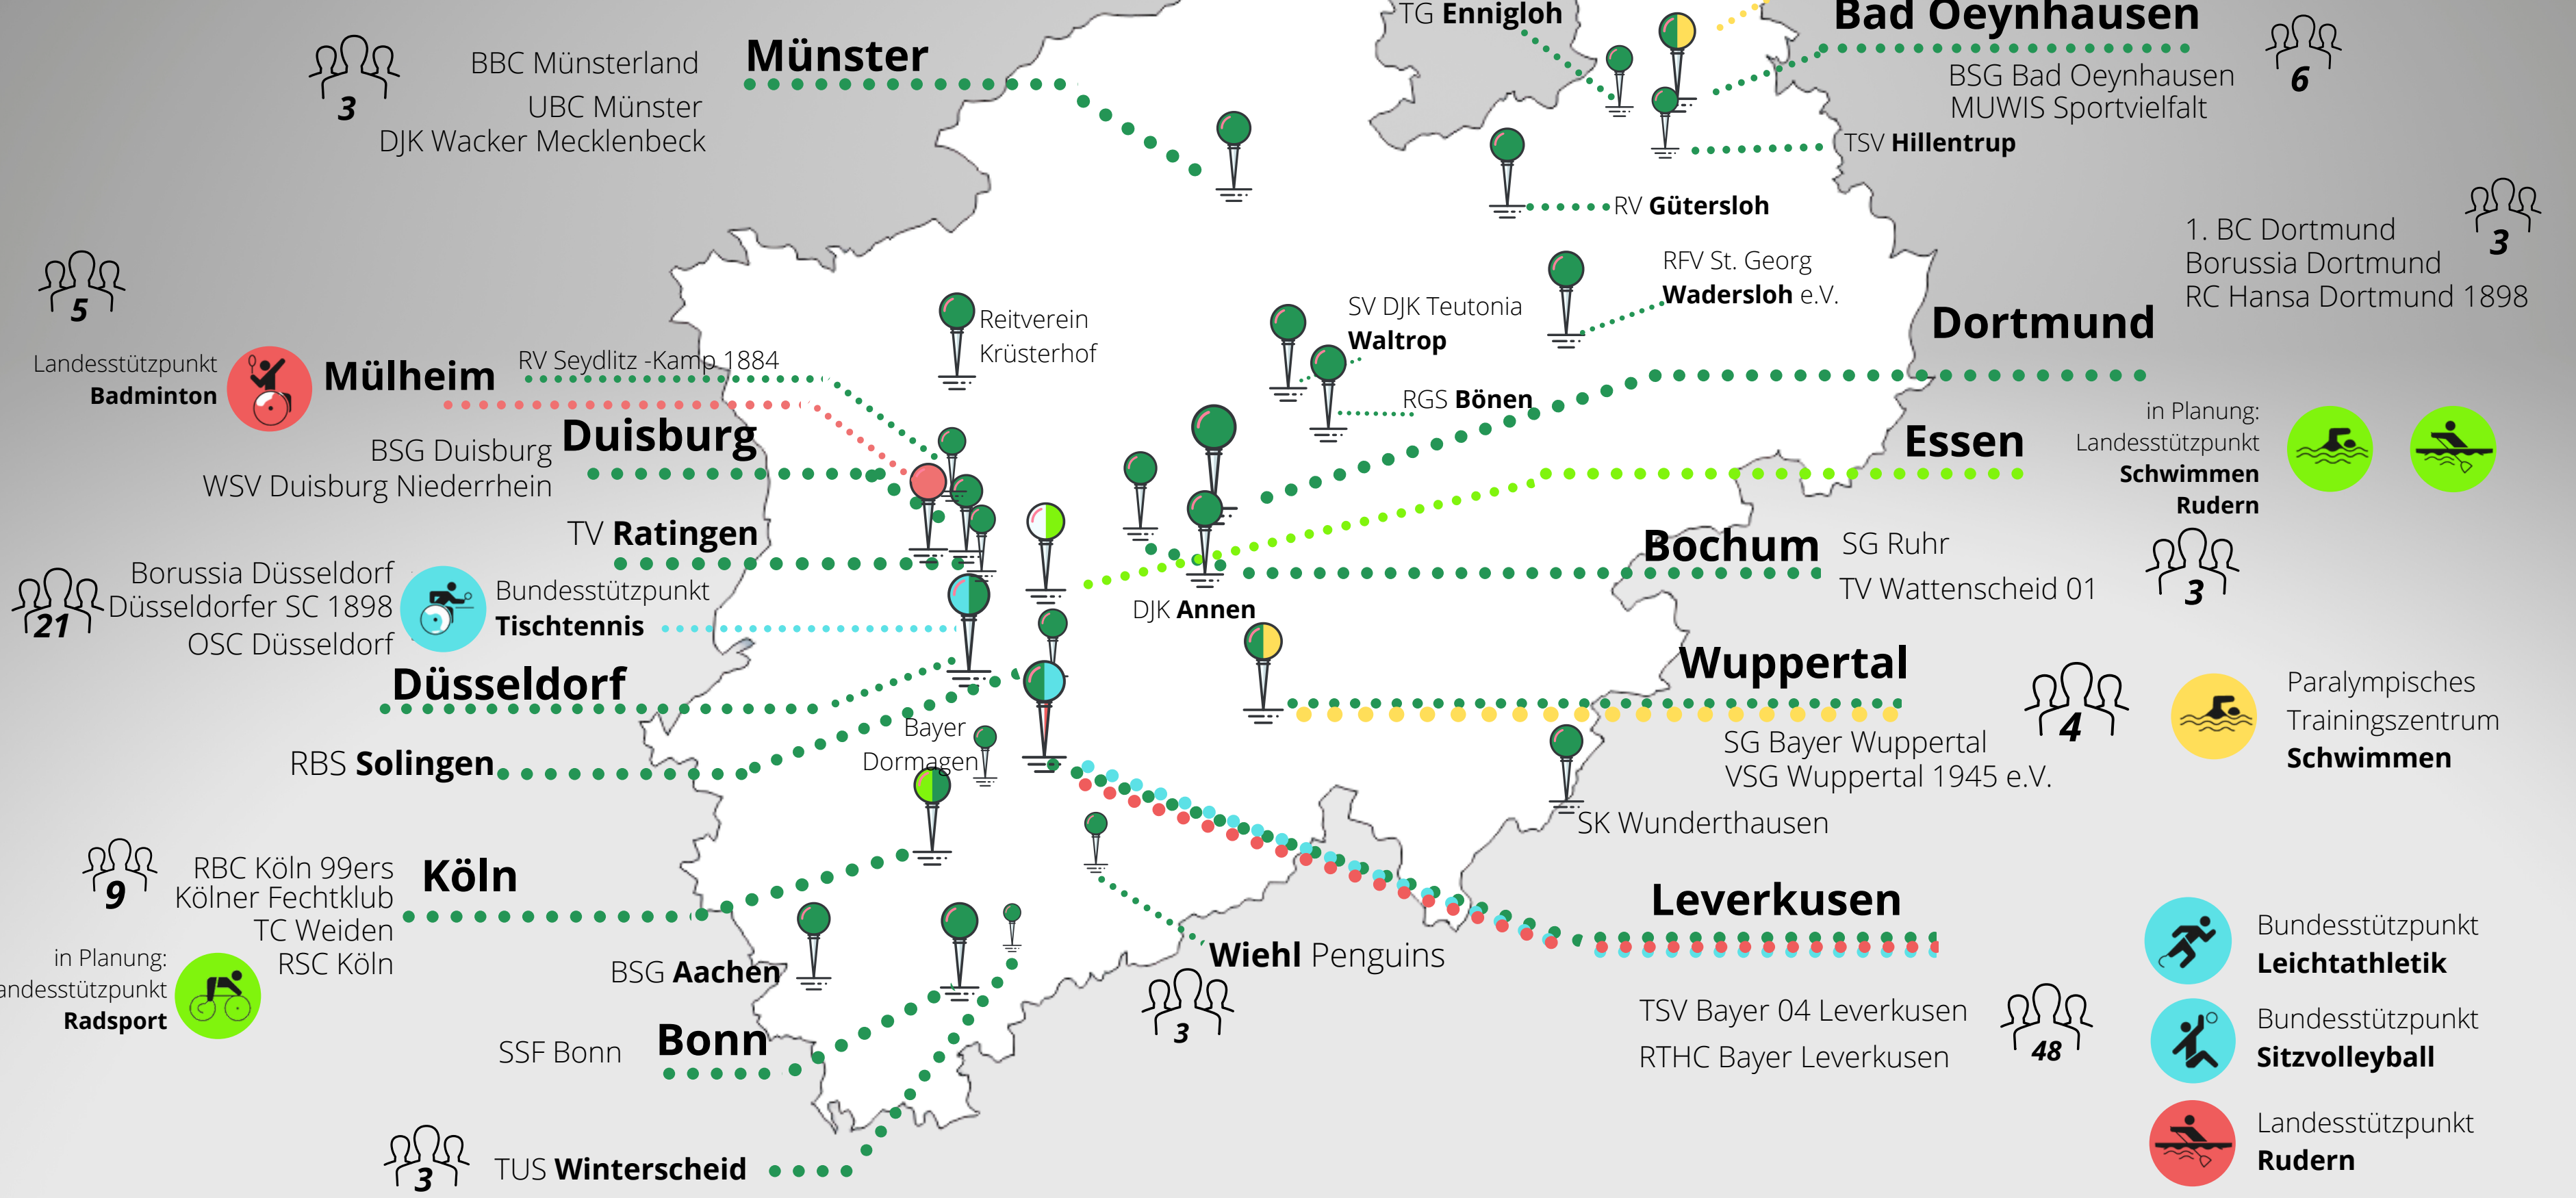 TG Ennigloh
Bad Oeynhausen
BSG Bad Oeynhausen
MUWIS Sportvielfalt
6
TSV Hillentrup
Münster
BBC Münsterland
UBC Münster
DJK Wacker Mecklenbeck
3
RV Gütersloh
1. BC Dortmund
Borussia Dortmund
RC Hansa Dortmund 1898
3
Dortmund
RFV St. Georg
Wadersloh e.V.
SV DJK Teutonia
Waltrop
RGS Bönen
Reitverein
Krüsterhof
5
Landesstützpunkt
Badminton
Mülheim
RV Seydlitz -Kamp 1884
Duisburg
BSG Duisburg
WSV Duisburg Niederrhein
Essen
in Planung:
Landesstützpunkt
Schwimmen
Rudern
TV Ratingen
Bochum
SG Ruhr
TV Wattenscheid 01
3
DJK Annen
21
Borussia Düsseldorf
Düsseldorfer SC 1898
OSC Düsseldorf
Bundesstützpunkt
Tischtennis
Düsseldorf
Wuppertal
4
Paralympisches
Trainingszentrum
Schwimmen
SG Bayer Wuppertal
VSG Wuppertal 1945 e.V.
RBS Solingen
Bayer
Dormagen
SK Wunderthausen
9
RBC Köln 99ers
Kölner Fechtklub
TC Weiden
RSC Köln
Köln
in Planung:
andesstützpunkt
Radsport
Leverkusen
TSV Bayer 04 Leverkusen
RTHC Bayer Leverkusen
48
Bundesstützpunkt
Leichtathletik
Bundesstützpunkt
Sitzvolleyball
Landesstützpunkt
Rudern
Wiehl Penguins
3
BSG Aachen
SSF Bonn
Bonn
3
TUS Winterscheid